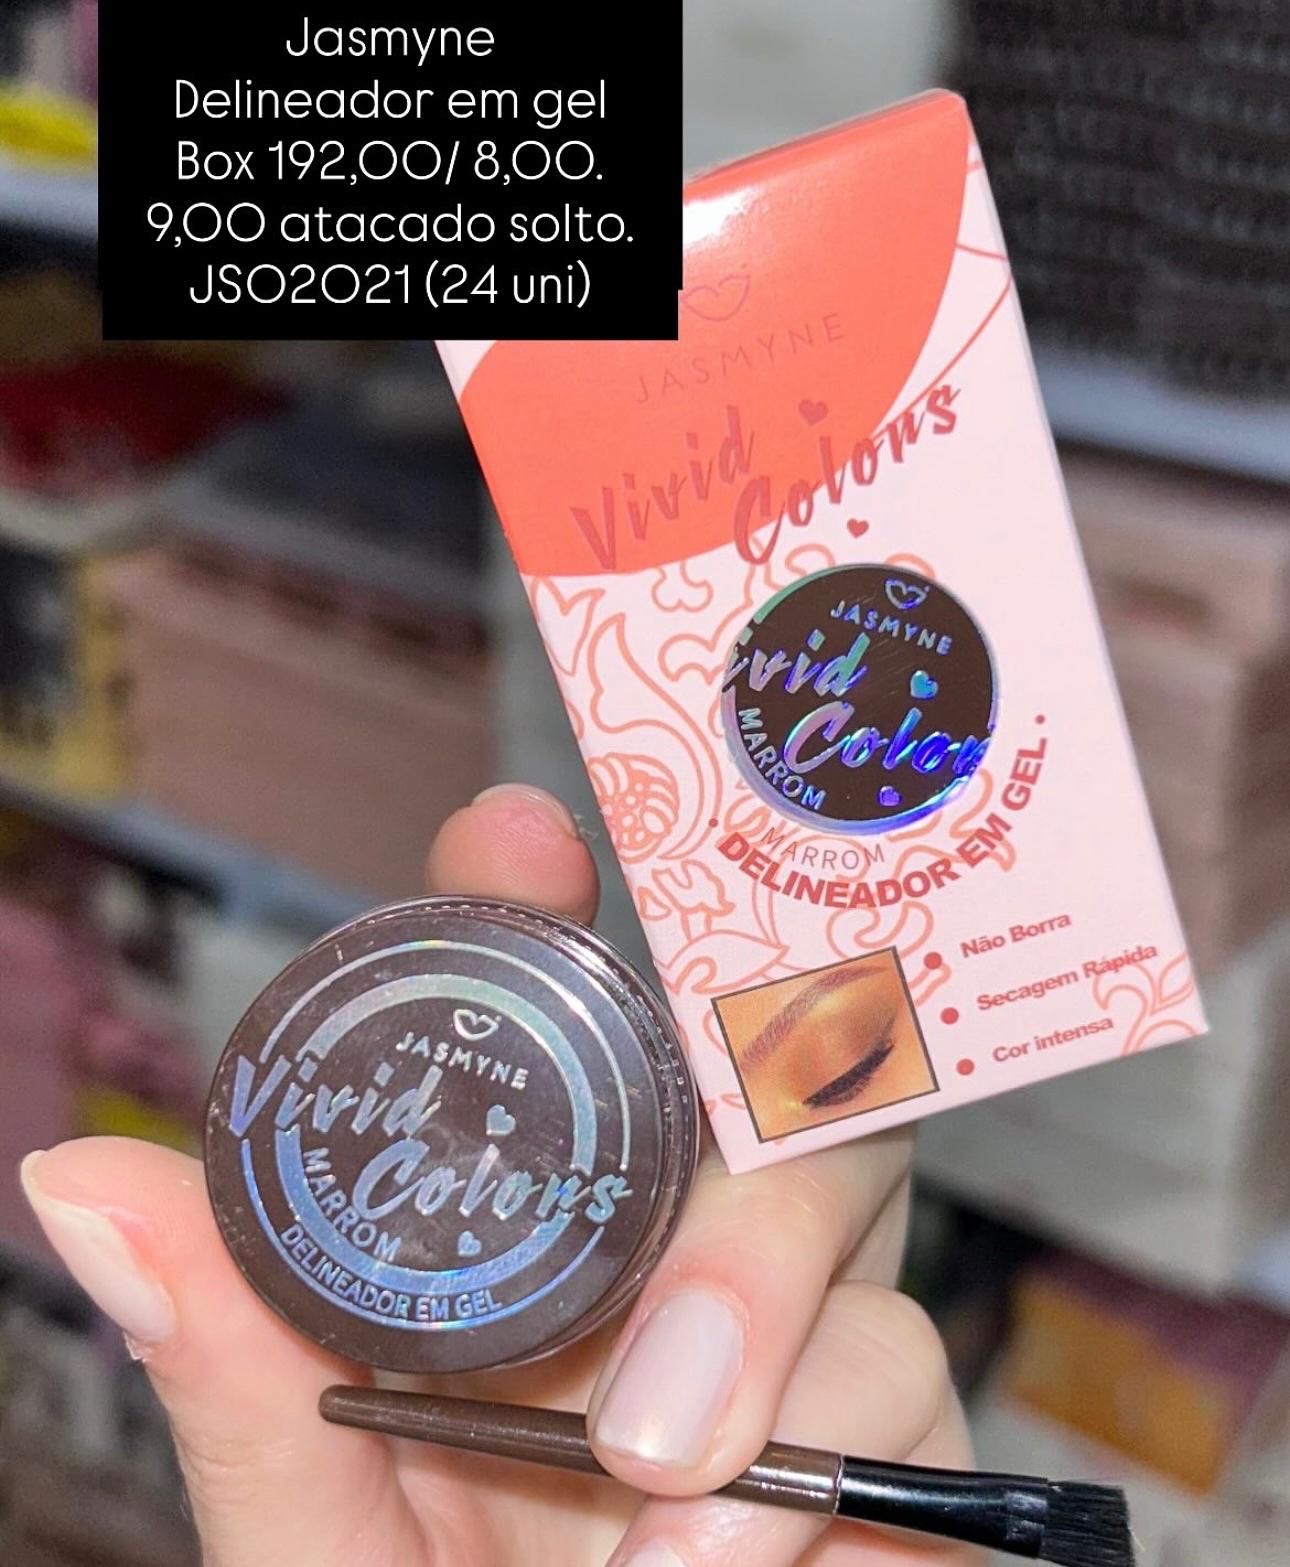 Jasmyne
Delineador em gel
Box 192,00/ 8,00.
9,00 atacado solto.
JS02021 (24 uni)
JASMYNE
Vivid
Colors
JASMYNE
ivid
Color
MARROM
MARROM
• DELINEADOR EM GEL •
Não Borra
Secagem Rápida
Cor intensa
JASMYNE
Vivid
Colors
MARROM
DELINEADOR EM GEL